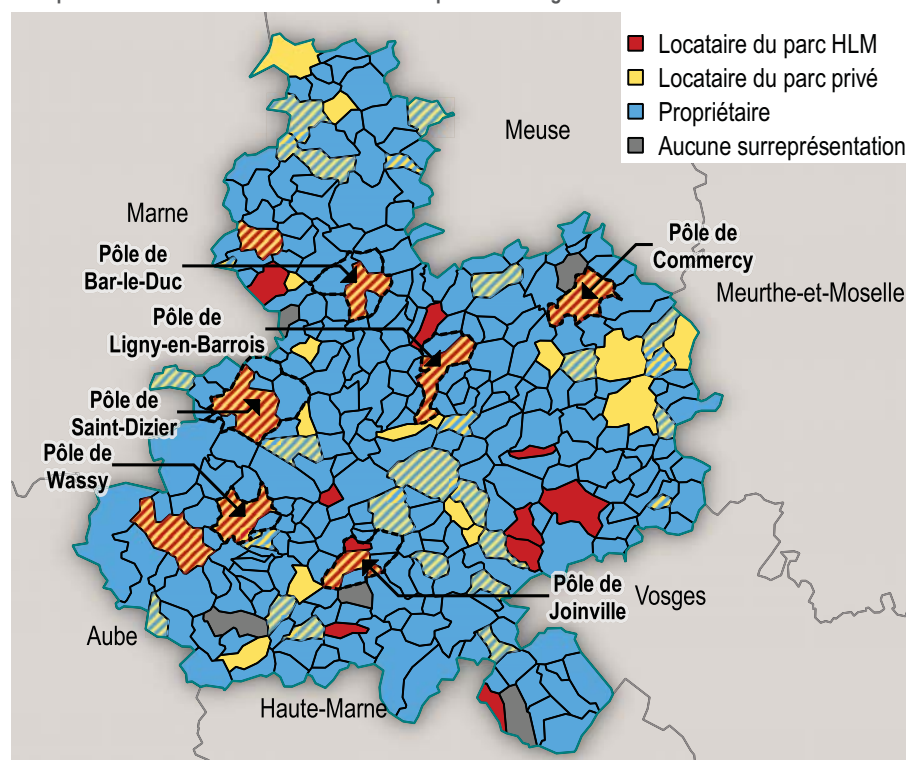 Locataire du parc HLM
Locataire du parc privé
Propriétaire
Aucune surreprésentation
Meuse
Marne
Pôle de
Bar-le-Duc
Pôle de
Commercy
Meurthe-et-Moselle
Pôle de
Ligny-en-Barrois
Pôle de
Saint-Dizier
Pôle de
Wassy
Pôle de
Joinville
Vosges
Aube
Haute-Marne